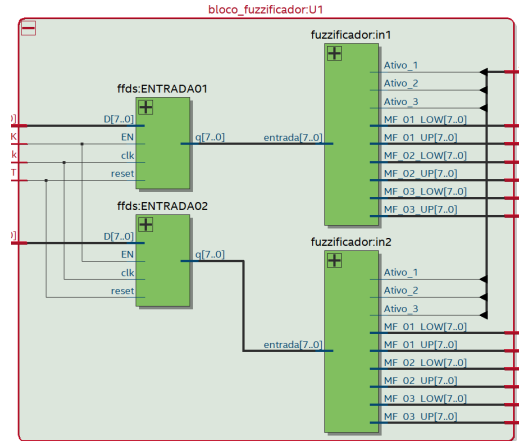 bloco_fuzzificador:U1
fuzzificador:in1
Ativo_1
Ativo_2
Ativo_3
MF_01_LOW[7..0]
MF_01_UP[7..0]
MF_02_LOW[7..0]
MF_02_UP[7..0]
MF_03_LOW[7..0]
MF_03_UP[7..0]
entrada[7..0]
ffds:ENTRADA01
D[7..0]
EN
clk
reset
q[7..0]
ffds:ENTRADA02
D[7..0]
EN
clk
reset
q[7..0]
fuzzificador:in2
Ativo_1
Ativo_2
Ativo_3
MF_01_LOW[7..0]
MF_01_UP[7..0]
MF_02_LOW[7..0]
MF_02_UP[7..0]
MF_03_LOW[7..0]
MF_03_UP[7..0]
entrada[7..0]